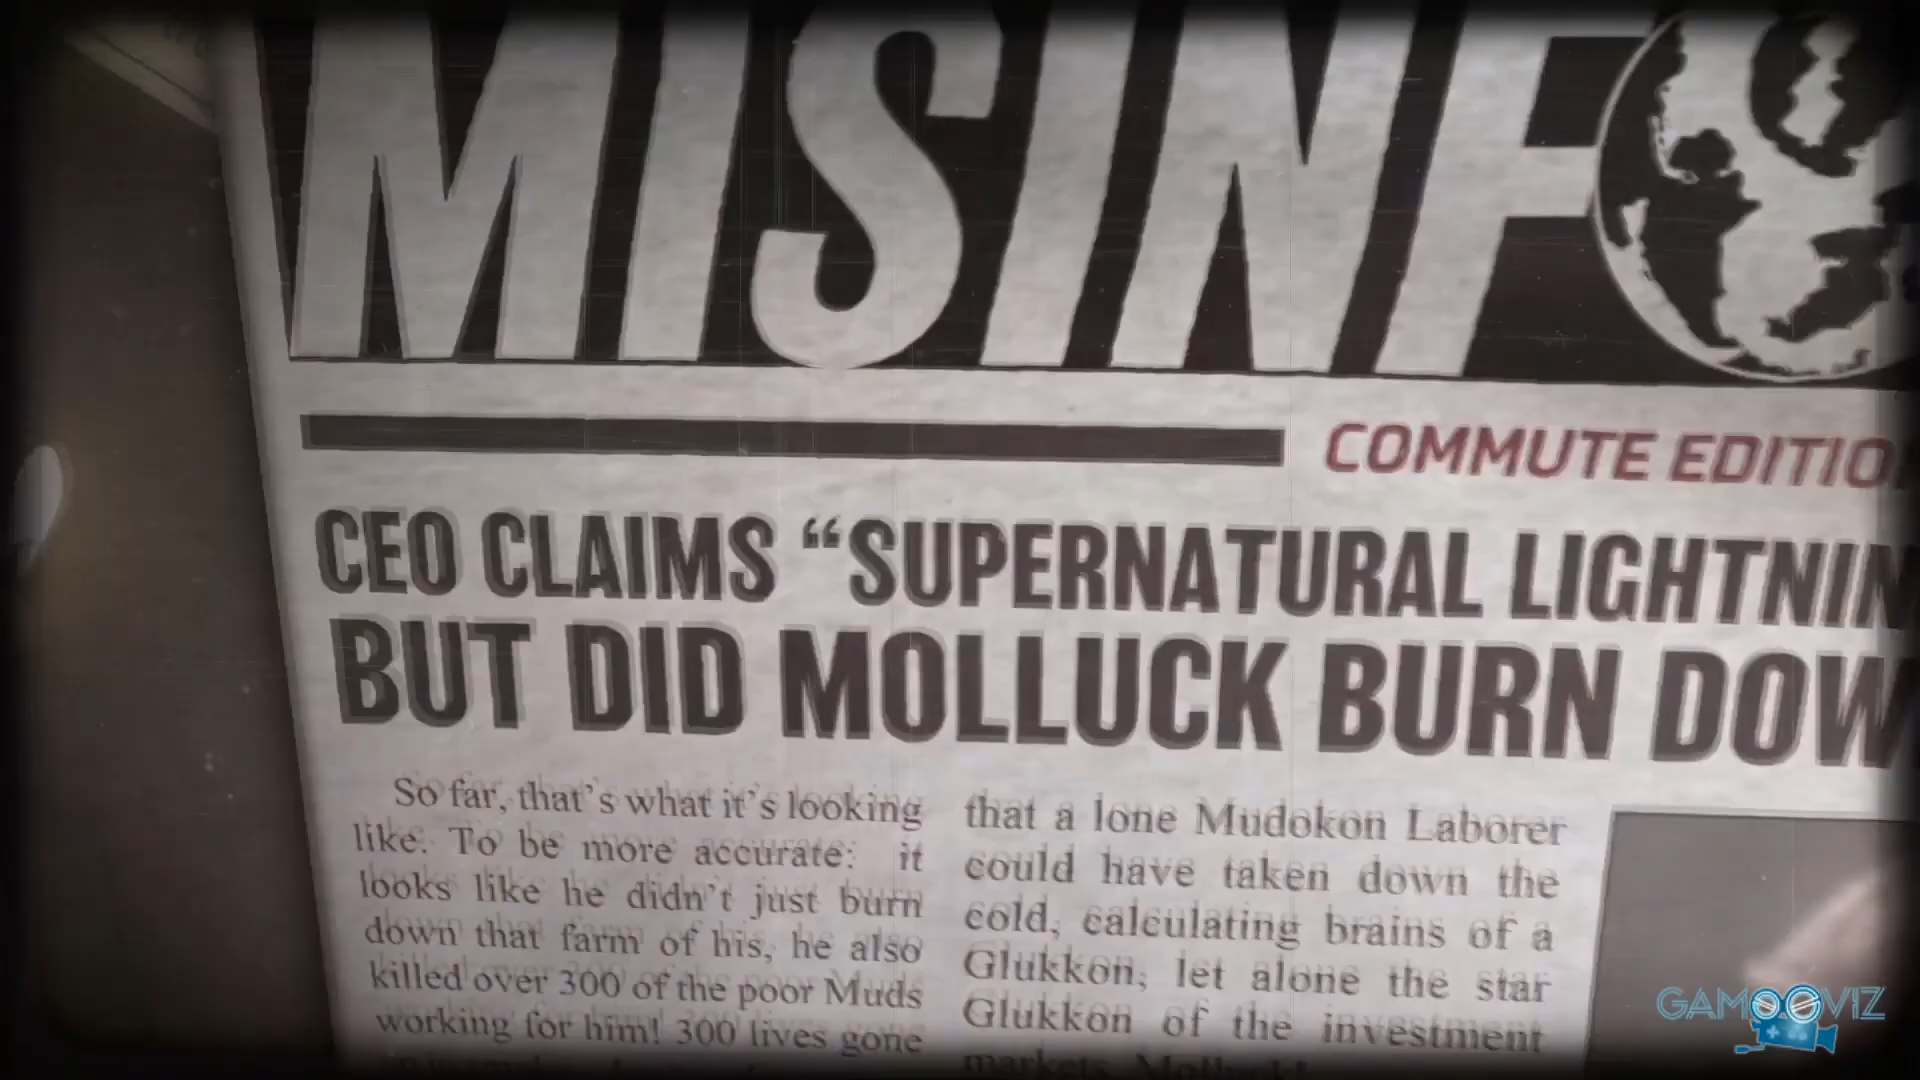 MISINFO
COMMUTE EDITIO
CEO CLAIMS “SUPERNATURAL LIGHTNIN
BUT DID MOLLUCK BURN DOW
So far, that’s what it’s looking
like. To be more accurate: it
looks like he didn’t just burn
down that farm of his, he also
killed over 300 of the poor Muds
working for him! 300 lives gone
that a lone Mudokon Laborer
could have taken down the
cold, calculating brains of a
Glukkon, let alone the star
Glukkon of the investment
markets
GAMOOVIZ